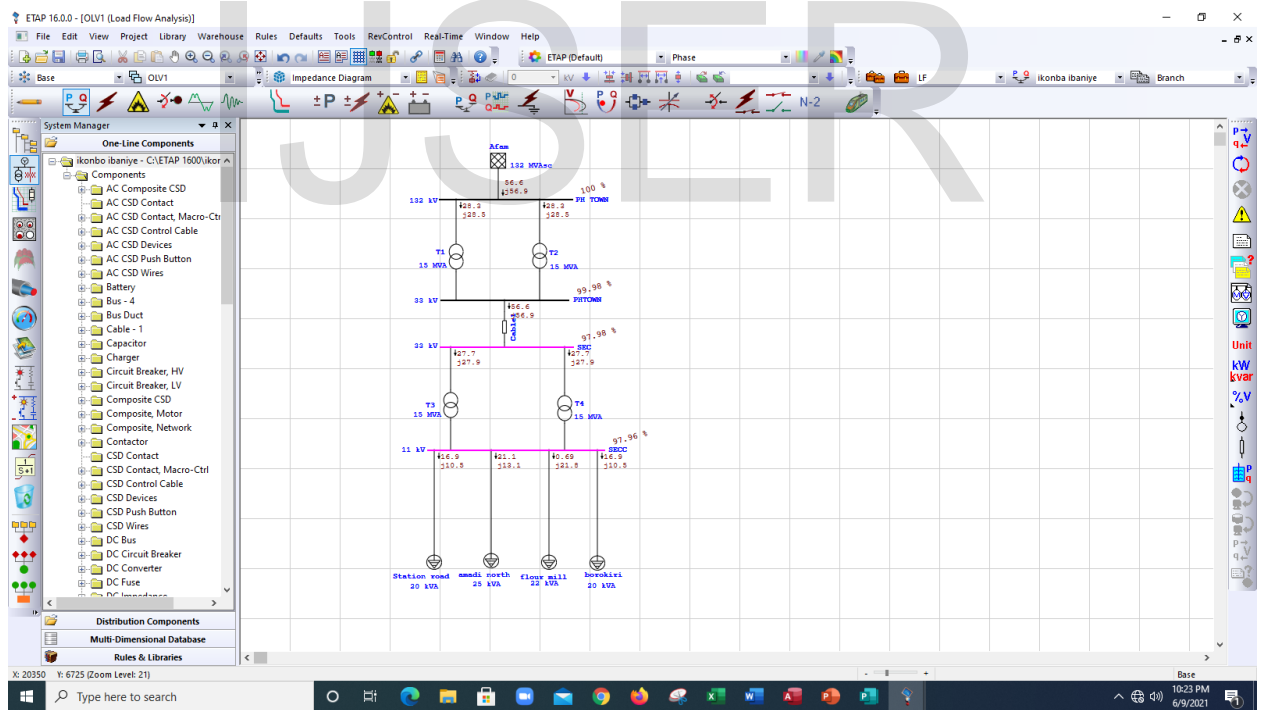 ETAP 16.0.0 - [OLV1 (Load Flow Analysis)]
File Edit View Project Library Warehouse Rules Defaults Tools RevControl Real-Time Window Help
ETAP (Default) Phase
Base OLV1 Impedance Diagram 0 kV LF ikonba ibaniye Branch
N-2
System Manager
One-Line Components
ikonbo ibaniye - C:\ETAP 1600\ikor
Components
AC Composite CSD
AC CSD Contact
AC CSD Contact, Macro-Ctr
AC CSD Control Cable
AC CSD Devices
AC CSD Push Button
AC CSD Wires
Battery
Bus - 4
Bus Duct
Cable - 1
Capacitor
Charger
Circuit Breaker, HV
Circuit Breaker, LV
Composite CSD
Composite, Motor
Composite, Network
Contactor
CSD Contact
CSD Contact, Macro-Ctrl
CSD Control Cable
CSD Devices
CSD Push Button
CSD Wires
DC Bus
DC Circuit Breaker
DC Converter
DC Fuse
DC Impedance
Distribution Components
Multi-Dimensional Database
Rules & Libraries
IJSER
Afam
132 MVAsc
56.6
j56.9
100 %
132 kV
PH TOWN
28.3
j28.5
28.3
j28.5
T1
15 MVA
T2
15 MVA
99.98 %
33 kV
PHTOWN
56.6
j56.9
Cable1
97.98 %
33 kV
SEC
27.7
j27.9
27.7
j27.9
T3
15 MVA
T4
15 MVA
97.96 %
11 kV
SECC
16.9
j10.5
21.1
j13.1
0.69
j21.8
16.9
j10.5
Station road
20 kVA
amadi north
25 kVA
flour mill
22 kVA
borokiri
20 kVA
Unit
kW
kvar
%V
X: 20350 Y: 6725 (Zoom Level: 21)
Base
Type here to search
10:23 PM
6/9/2021